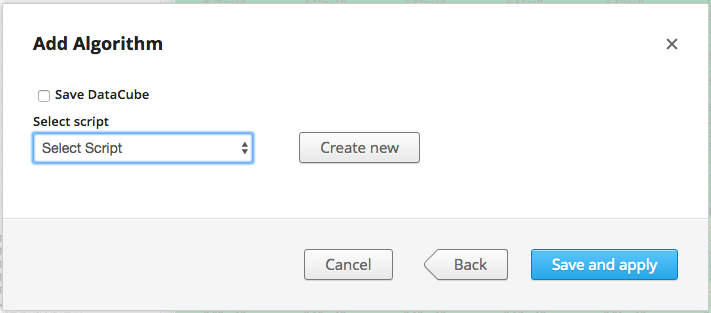 Add Algorithm
Save DataCube
Select script
Select Script
Create new
Cancel
Back
Save and apply